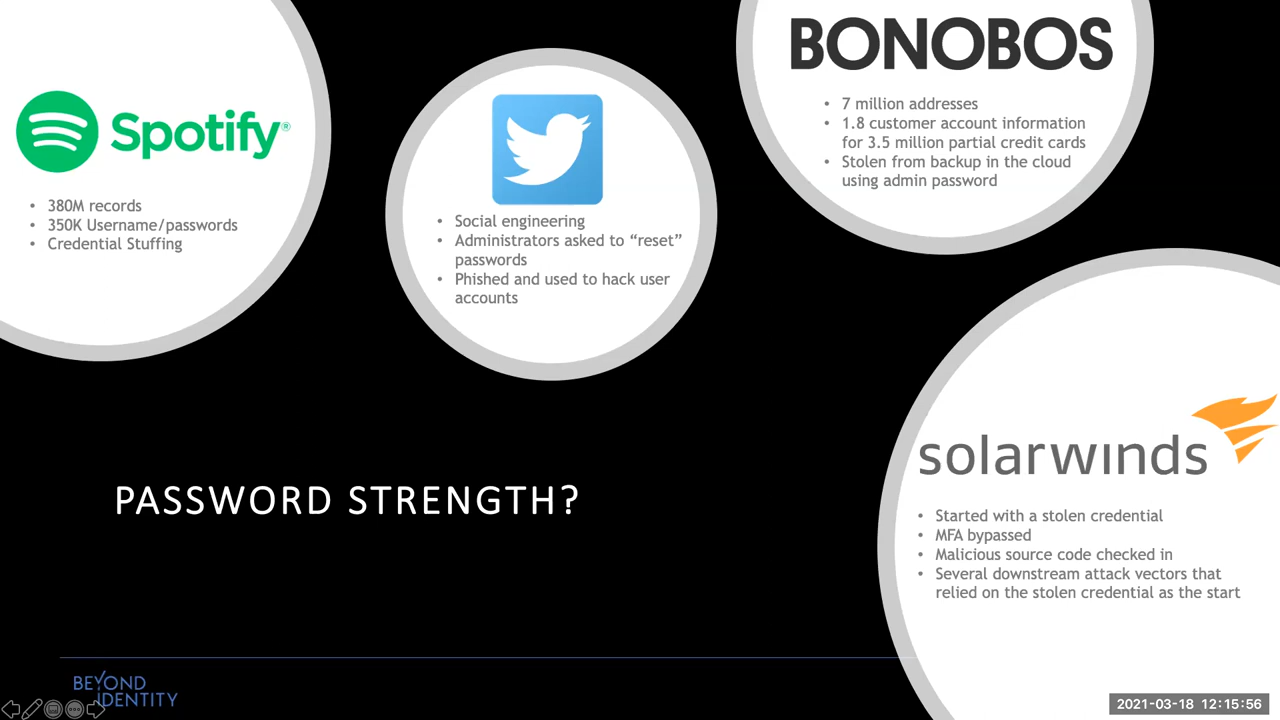 Spotify®
• 380M records
• 350K Username/passwords
• Credential Stuffing
• Social engineering
• Administrators asked to “reset”
passwords
• Phished and used to hack user
accounts
BONOBOS
• 7 million addresses
• 1.8 customer account information
for 3.5 million partial credit cards
• Stolen from backup in the cloud
using admin password
PASSWORD STRENGTH?
solarwinds
• Started with a stolen credential
• MFA bypassed
• Malicious source code checked in
• Several downstream attack vectors that
relied on the stolen credential as the start
BEYOND
IDENTITY
2021-03-18 12:15:56